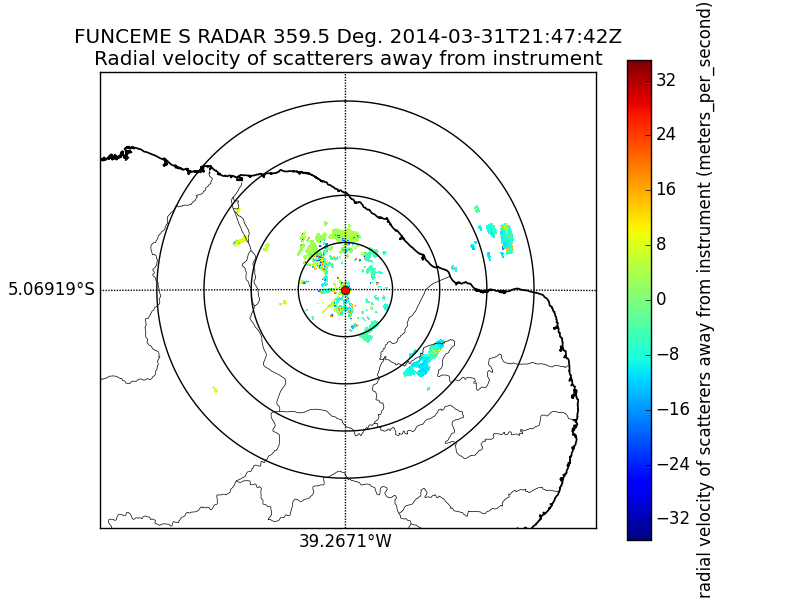 FUNCEME S RADAR 359.5 Deg. 2014-03-31T21:47:42Z
Radial velocity of scatterers away from instrument
5.06919°S
39.2671°W
32
24
16
8
0
−8
−16
−24
−32
radial velocity of scatterers away from instrument (meters_per_second)